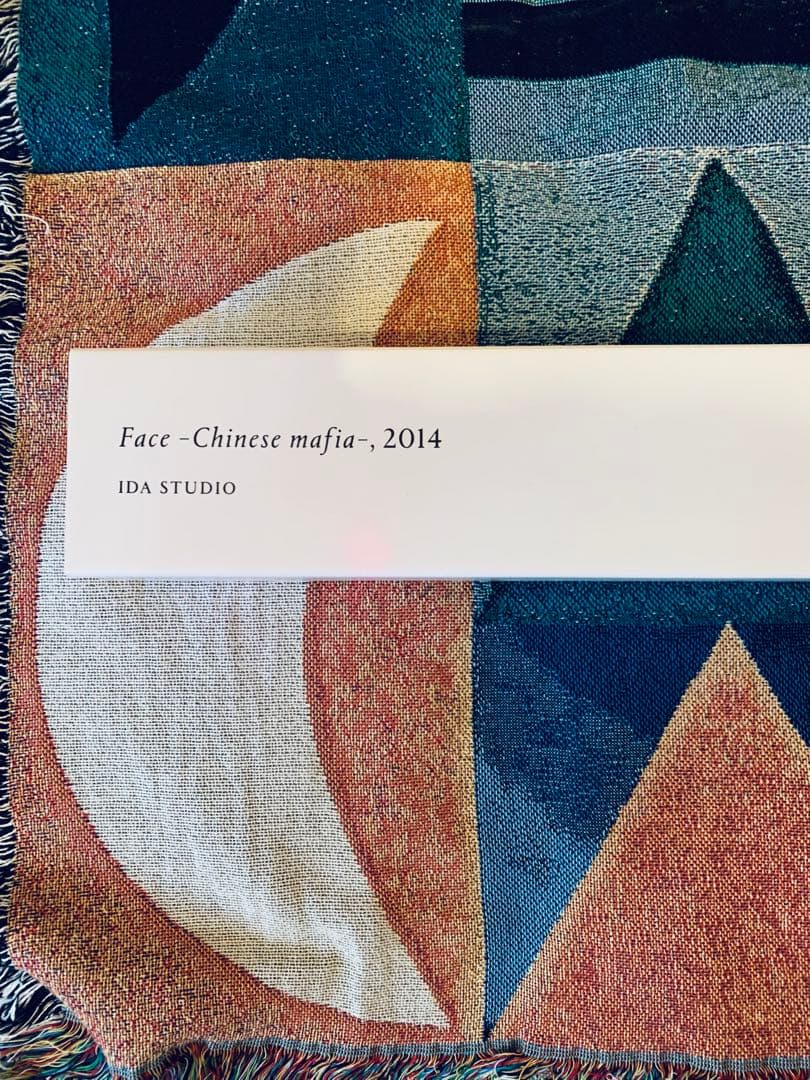 Face -Chinese mafia-, 2014
IDA STUDIO